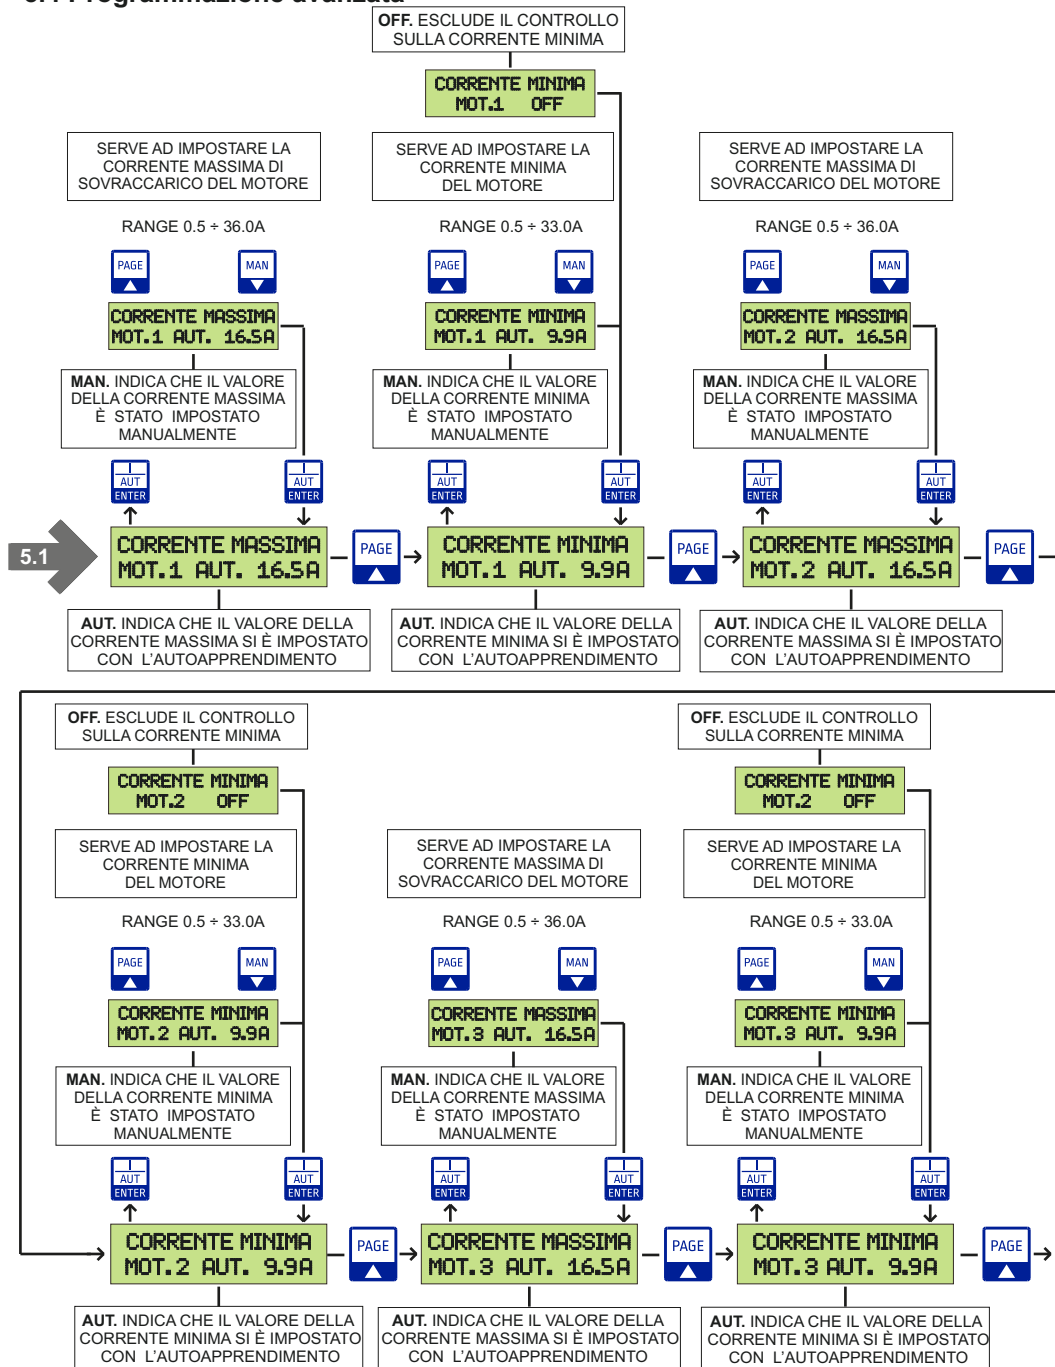 OFF. ESCLUDE IL CONTROLLO
SULLA CORRENTE MINIMA
CORRENTE MINIMA
MOT.1 OFF
SERVE AD IMPOSTARE LA
CORRENTE MASSIMA DI
SOVRACCARICO DEL MOTORE
SERVE AD IMPOSTARE LA
CORRENTE MINIMA
DEL MOTORE
SERVE AD IMPOSTARE LA
CORRENTE MASSIMA DI
SOVRACCARICO DEL MOTORE
RANGE 0.5 ÷ 36.0A
RANGE 0.5 ÷ 33.0A
RANGE 0.5 ÷ 36.0A
PAGE
MAN
PAGE
MAN
PAGE
MAN
CORRENTE MASSIMA
MOT.1 AUT. 16.5A
CORRENTE MINIMA
MOT.1 AUT. 9.9A
CORRENTE MASSIMA
MOT.2 AUT. 16.5A
MAN. INDICA CHE IL VALORE
DELLA CORRENTE MASSIMA
È STATO IMPOSTATO
MANUALMENTE
MAN. INDICA CHE IL VALORE
DELLA CORRENTE MINIMA
È STATO IMPOSTATO
MANUALMENTE
MAN. INDICA CHE IL VALORE
DELLA CORRENTE MASSIMA
È STATO IMPOSTATO
MANUALMENTE
AUT
ENTER
AUT
ENTER
AUT
ENTER
AUT
ENTER
AUT
ENTER
AUT
ENTER
5.1
CORRENTE MASSIMA
MOT.1 AUT. 16.5A
PAGE
CORRENTE MINIMA
MOT.1 AUT. 9.9A
PAGE
CORRENTE MASSIMA
MOT.2 AUT. 16.5A
PAGE
AUT. INDICA CHE IL VALORE DELLA
CORRENTE MASSIMA SI È IMPOSTATO
CON L'AUTOAPPRENDIMENTO
AUT. INDICA CHE IL VALORE DELLA
CORRENTE MINIMA SI È IMPOSTATO
CON L'AUTOAPPRENDIMENTO
AUT. INDICA CHE IL VALORE DELLA
CORRENTE MASSIMA SI È IMPOSTATO
CON L'AUTOAPPRENDIMENTO
OFF. ESCLUDE IL CONTROLLO
SULLA CORRENTE MINIMA
OFF. ESCLUDE IL CONTROLLO
SULLA CORRENTE MINIMA
CORRENTE MINIMA
MOT.2 OFF
CORRENTE MINIMA
MOT.2 OFF
SERVE AD IMPOSTARE LA
CORRENTE MINIMA
DEL MOTORE
SERVE AD IMPOSTARE LA
CORRENTE MASSIMA DI
SOVRACCARICO DEL MOTORE
SERVE AD IMPOSTARE LA
CORRENTE MINIMA
DEL MOTORE
RANGE 0.5 ÷ 33.0A
RANGE 0.5 ÷ 36.0A
RANGE 0.5 ÷ 33.0A
PAGE
MAN
PAGE
MAN
PAGE
MAN
CORRENTE MINIMA
MOT.2 AUT. 9.9A
CORRENTE MASSIMA
MOT.3 AUT. 16.5A
CORRENTE MINIMA
MOT.3 AUT. 9.9A
MAN. INDICA CHE IL VALORE
DELLA CORRENTE MINIMA
È STATO IMPOSTATO
MANUALMENTE
MAN. INDICA CHE IL VALORE
DELLA CORRENTE MASSIMA
È STATO IMPOSTATO
MANUALMENTE
MAN. INDICA CHE IL VALORE
DELLA CORRENTE MINIMA
È STATO IMPOSTATO
MANUALMENTE
AUT
ENTER
AUT
ENTER
AUT
ENTER
AUT
ENTER
AUT
ENTER
AUT
ENTER
CORRENTE MINIMA
MOT.2 AUT. 9.9A
PAGE
CORRENTE MASSIMA
MOT.3 AUT. 16.5A
PAGE
CORRENTE MINIMA
MOT.3 AUT. 9.9A
PAGE
AUT. INDICA CHE IL VALORE DELLA
CORRENTE MINIMA SI È IMPOSTATO
CON L'AUTOAPPRENDIMENTO
AUT. INDICA CHE IL VALORE DELLA
CORRENTE MASSIMA SI È IMPOSTATO
CON L'AUTOAPPRENDIMENTO
AUT. INDICA CHE IL VALORE DELLA
CORRENTE MINIMA SI È IMPOSTATO
CON L'AUTOAPPRENDIMENTO